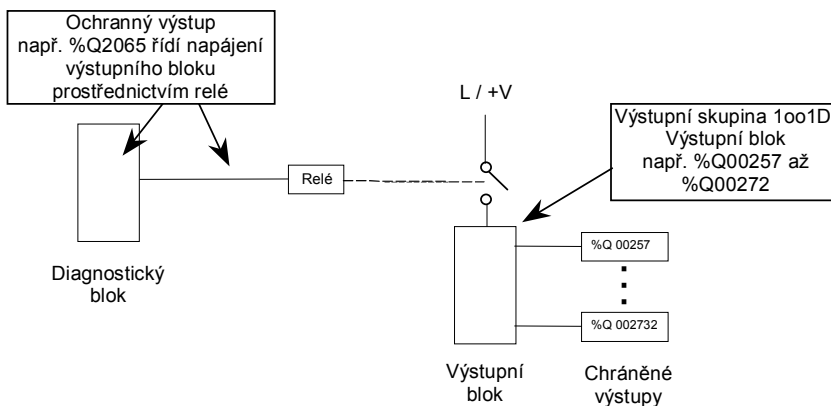 Ochranný výstup
např. %Q2065 řídí napájení
výstupního bloku
prostřednictvím relé
L / +V
Výstupní skupina 1oo1D
Výstupní blok
např. %Q00257 až
%Q00272
Relé
%Q 00257
%Q 002732
Diagnostický
blok
Výstupní
blok
Chráněné
výstupy